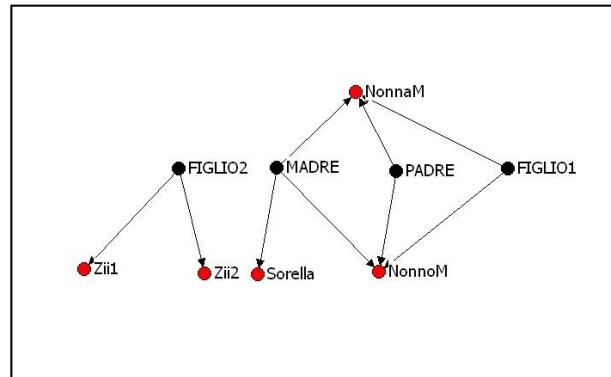 NonnaM
FIGLIO2
MADRE
PADRE
FIGLIO1
Zii1
Zii2
Sorella
NonnoM